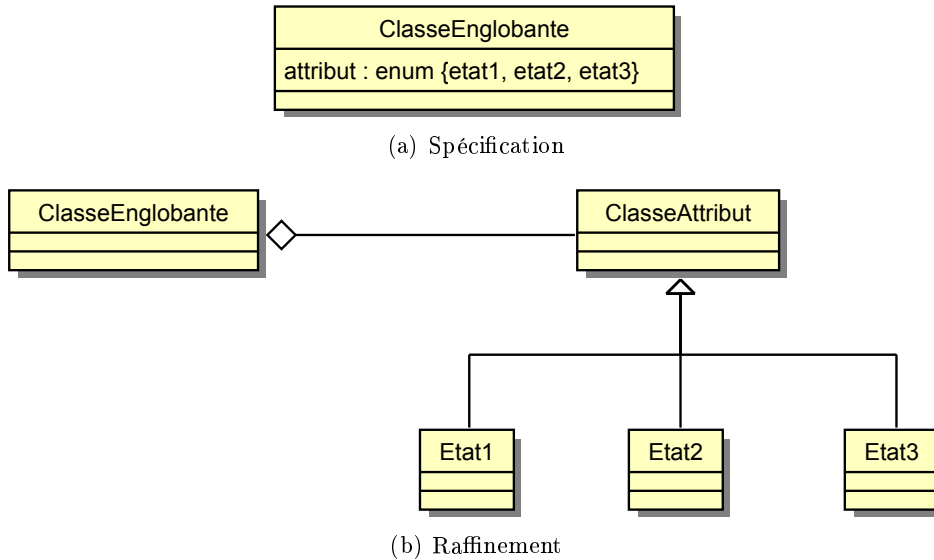 ClasseEnglobante
attribut : enum {etat1, etat2, etat3}
(a) Spécification
ClasseEnglobante
ClasseAttribut
Etat1
Etat2
Etat3
(b) Raffinement